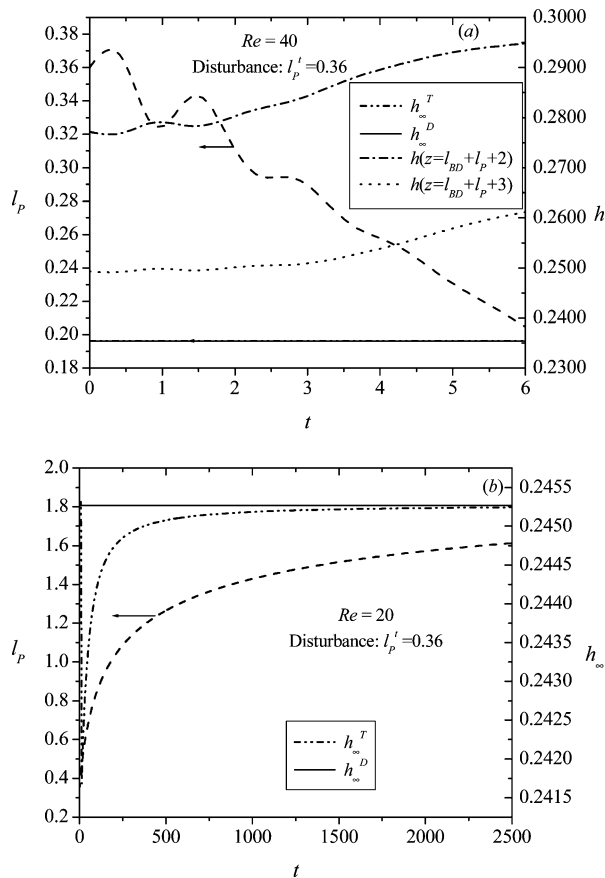 (a)
Re = 40
Disturbance: l_P^t=0.36
h_∞^T
h_∞^D
h(z=l_BD+l_P+2)
h(z=l_BD+l_P+3)
l_P
0.38
0.36
0.34
0.32
0.30
0.28
0.26
0.24
0.22
0.20
0.18
h
0.3000
0.2900
0.2800
0.2700
0.2600
0.2500
0.2400
0.2300
0 1 2 3 4 5 6
t
(b)
Re = 20
Disturbance: l_P^t=0.36
h_∞^T
h_∞^D
l_P
2.0
1.8
1.6
1.4
1.2
1.0
0.8
0.6
0.4
0.2
h_∞
0.2455
0.2450
0.2445
0.2440
0.2435
0.2430
0.2425
0.2420
0.2415
0 500 1000 1500 2000 2500
t